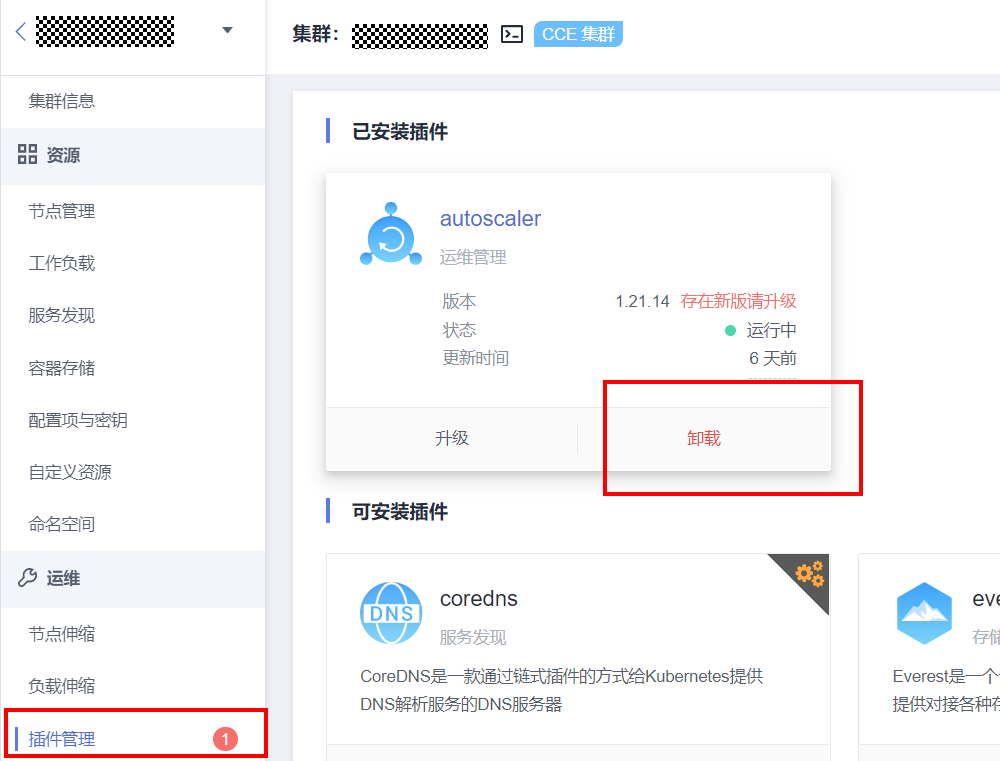 集群信息
资源
节点管理
工作负载
服务发现
容器存储
配置项与密钥
自定义资源
命名空间
运维
节点伸缩
负载伸缩
插件管理 1
集群： CCE 集群
已安装插件
autoscaler
运维管理
版本 1.21.14 存在新版请升级
状态 运行中
更新时间 6 天前
升级 卸载
可安装插件
DNS
coredns
服务发现
CoreDNS是一款通过链式插件的方式给Kubernetes提供
DNS解析服务的DNS服务器
eve
存储
Everest是一个
提供对接各种存